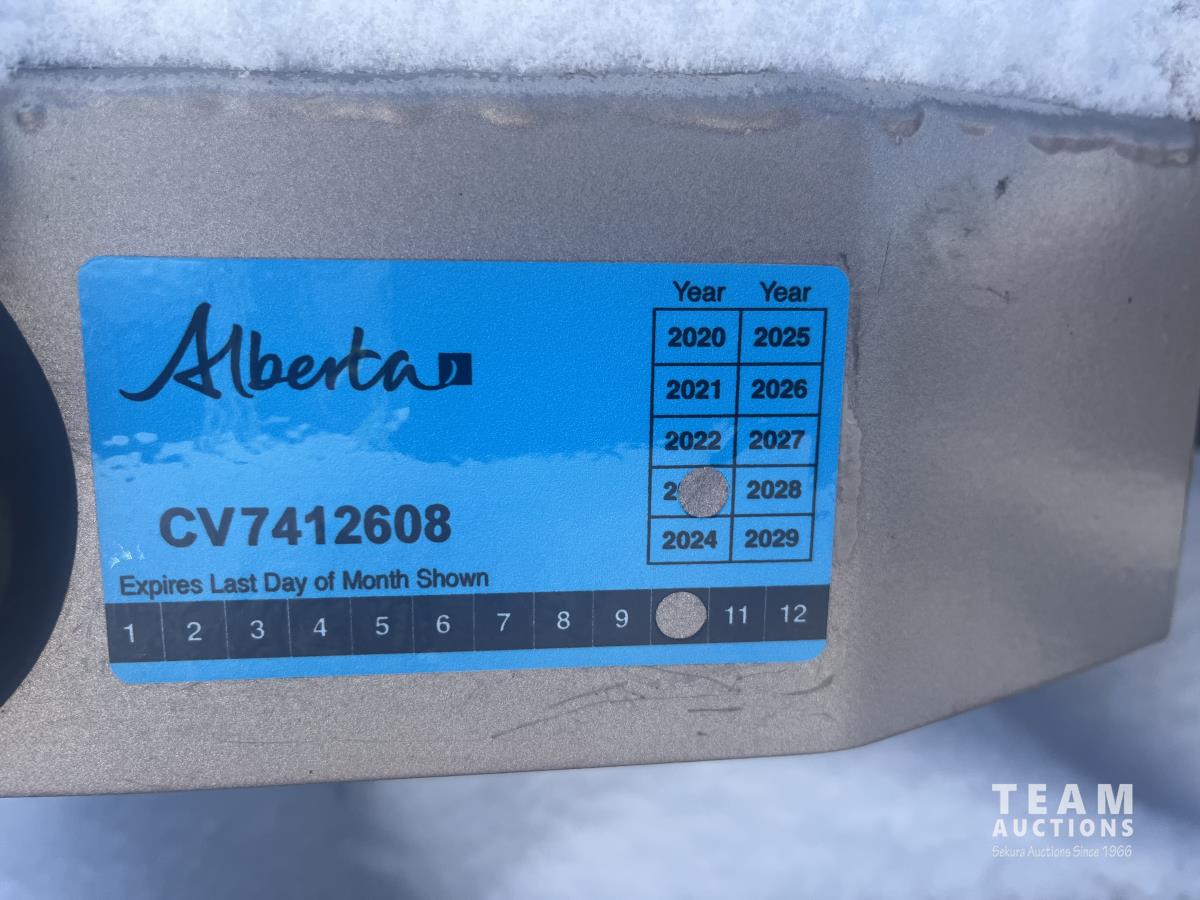 Alberta
Year Year
2020 2025
2021 2026
2022 2027
2 2028
2024 2029
CV7412608
Expires Last Day of Month Shown
1 2 3 4 5 6 7 8 9 11 12
TEAM
AUCTIONS
Sekura Auctions Since 1966